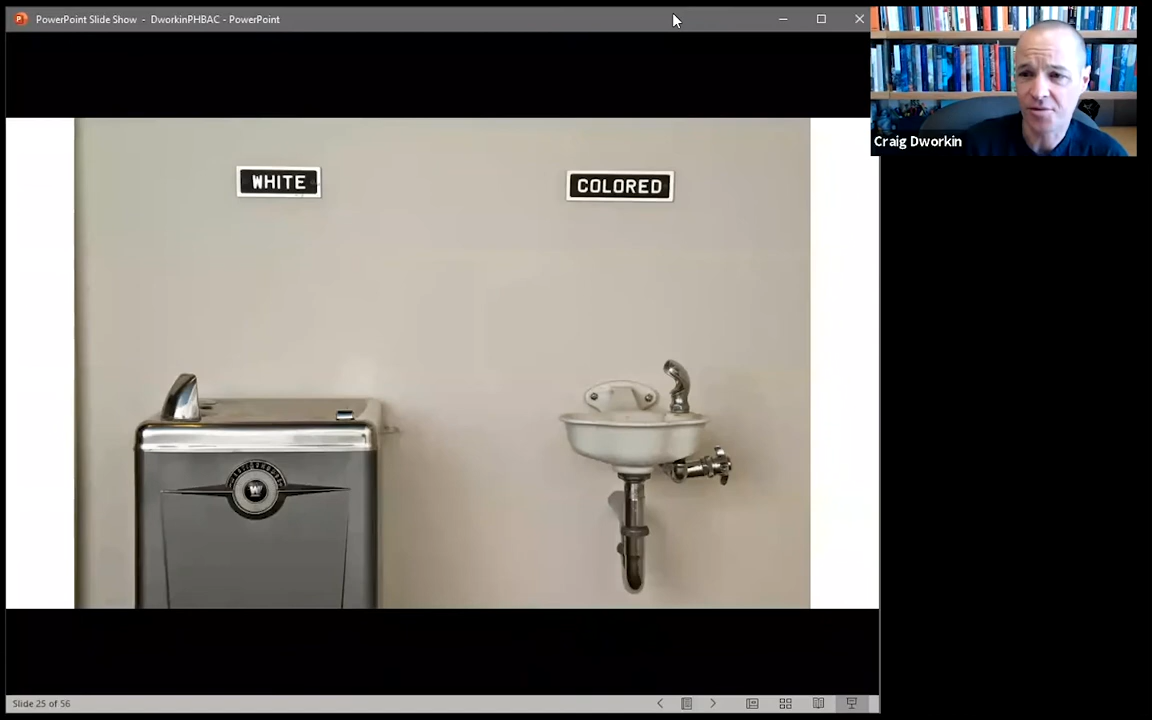 PowerPoint Slide Show - DworkinPHBAC - PowerPoint
Craig Dworkin
WHITE
COLORED
W
Slide 25 of 56